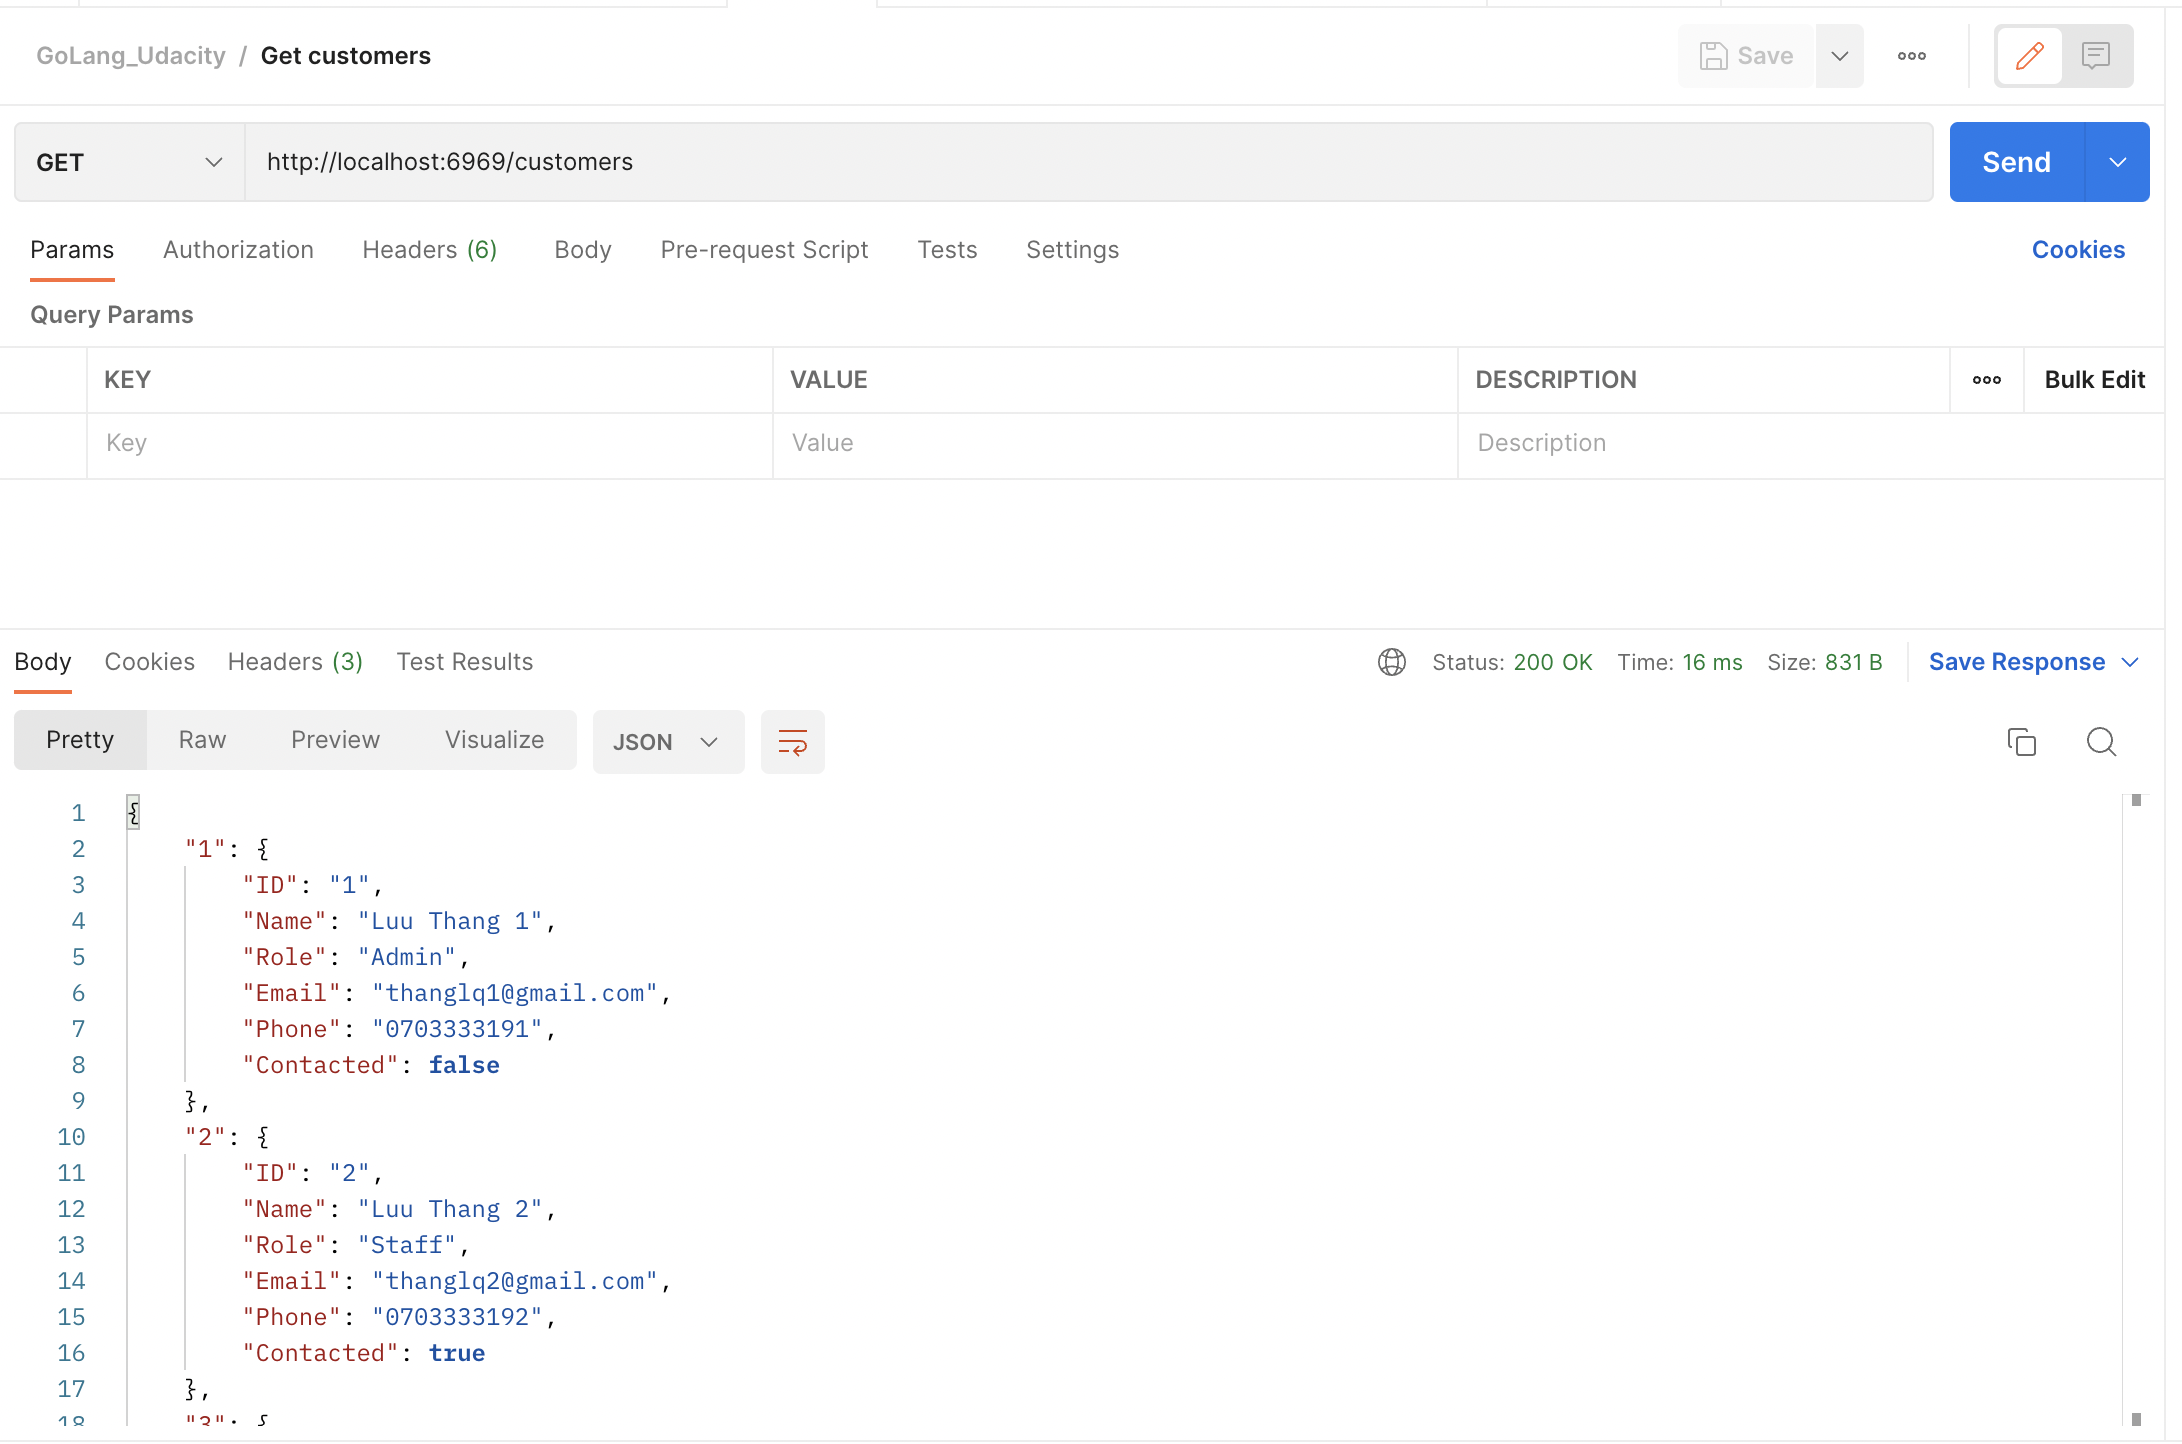 GoLang_Udacity / Get customers
Save
GET http://localhost:6969/customers Send
Params Authorization Headers (6) Body Pre-request Script Tests Settings Cookies
Query Params
KEY VALUE DESCRIPTION ooo Bulk Edit
Key Value Description
Body Cookies Headers (3) Test Results Status: 200 OK Time: 16 ms Size: 831 B Save Response
Pretty Raw Preview Visualize JSON
1 {
2 "1": {
3 "ID": "1",
4 "Name": "Luu Thang 1",
5 "Role": "Admin",
6 "Email": "thanglq1@gmail.com",
7 "Phone": "0703333191",
8 "Contacted": false
9 },
10 "2": {
11 "ID": "2",
12 "Name": "Luu Thang 2",
13 "Role": "Staff",
14 "Email": "thanglq2@gmail.com",
15 "Phone": "0703333192",
16 "Contacted": true
17 },
18 "3": {